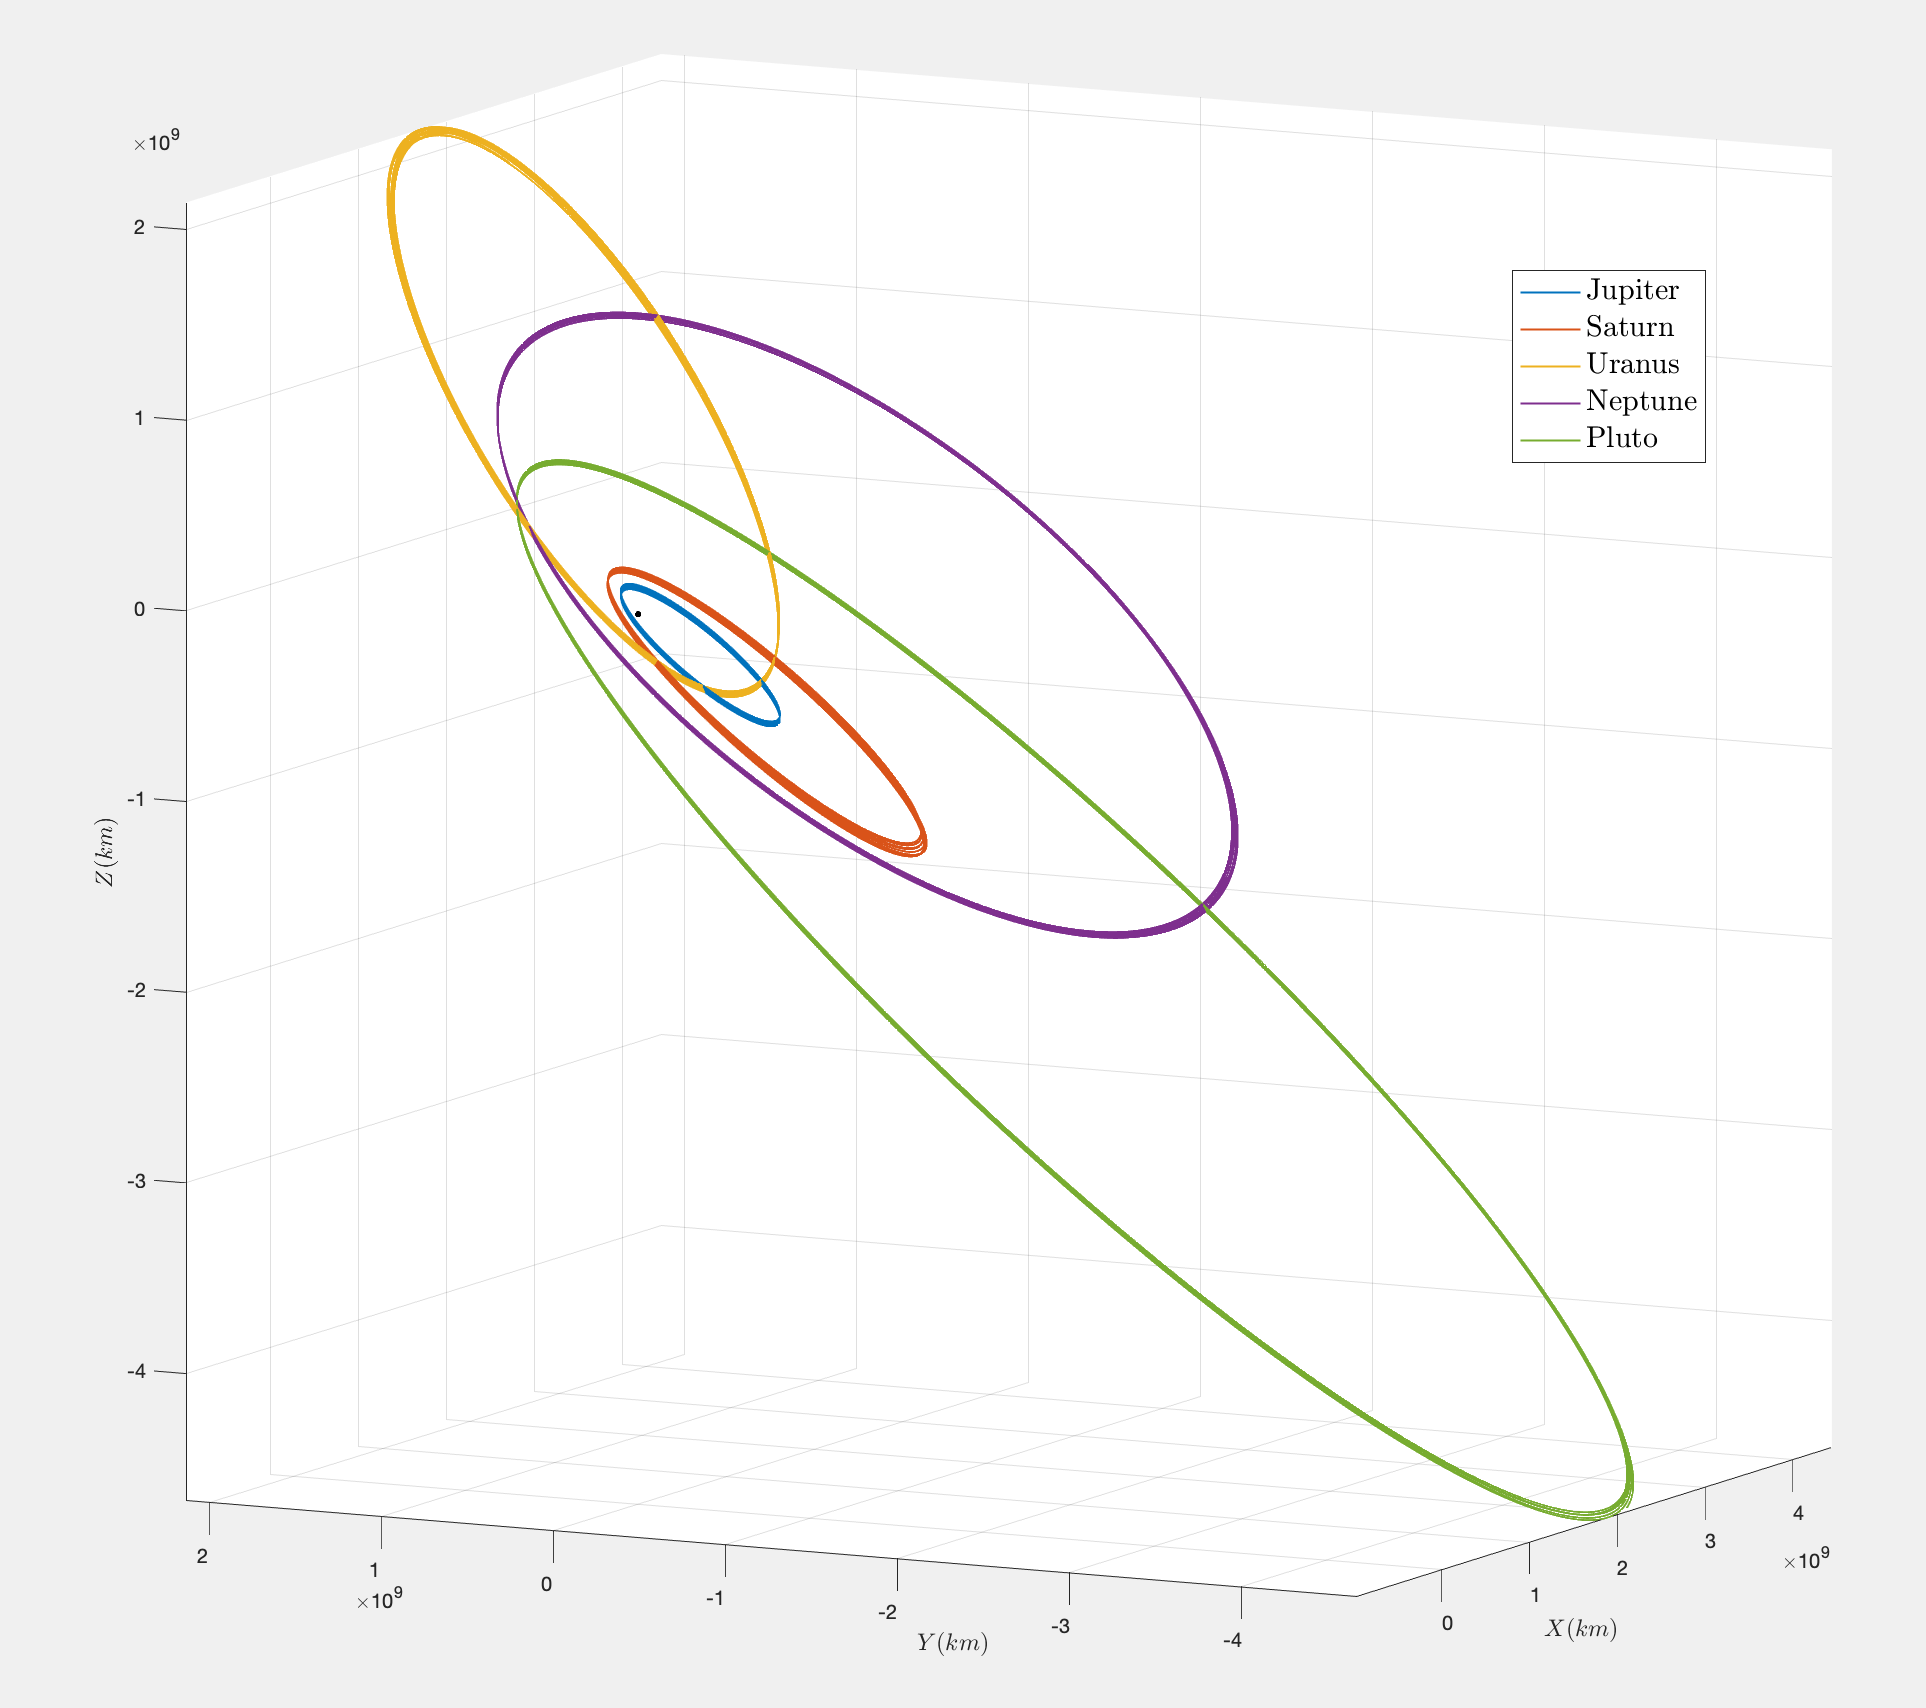 ×10⁹
2
1
0
-1
-2
-3
-4
Z(km)
Jupiter
Saturn
Uranus
Neptune
Pluto
2
1
0
-1
-2
-3
-4
×10⁹
Y(km)
0
1
2
3
4
×10⁹
X(km)